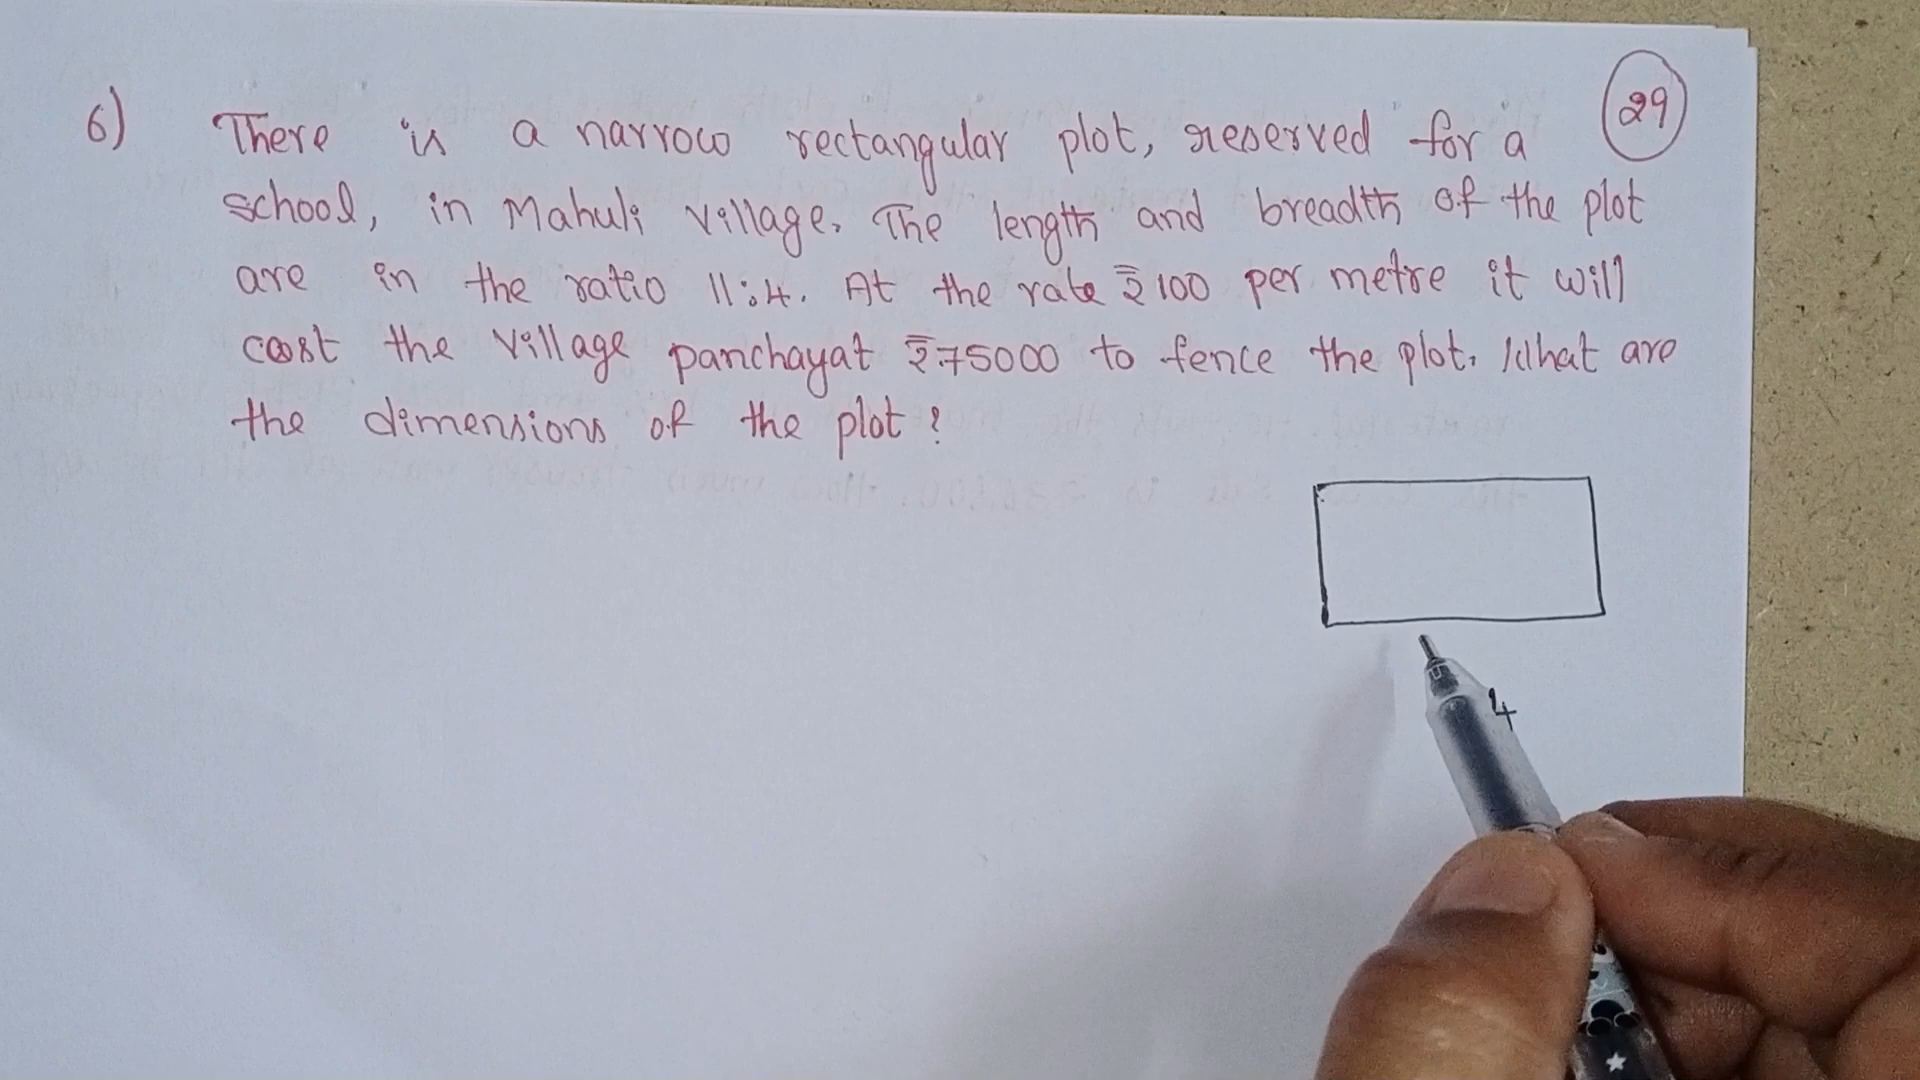 29
6) There is a narrow rectangular plot, reserved for a
school, in Mahuli village. The length and breadth of the plot
are in the ratio 11:4. At the rate ₹100 per metre it will
cost the village panchayat ₹75000 to fence the plot. What are
the dimensions of the plot?